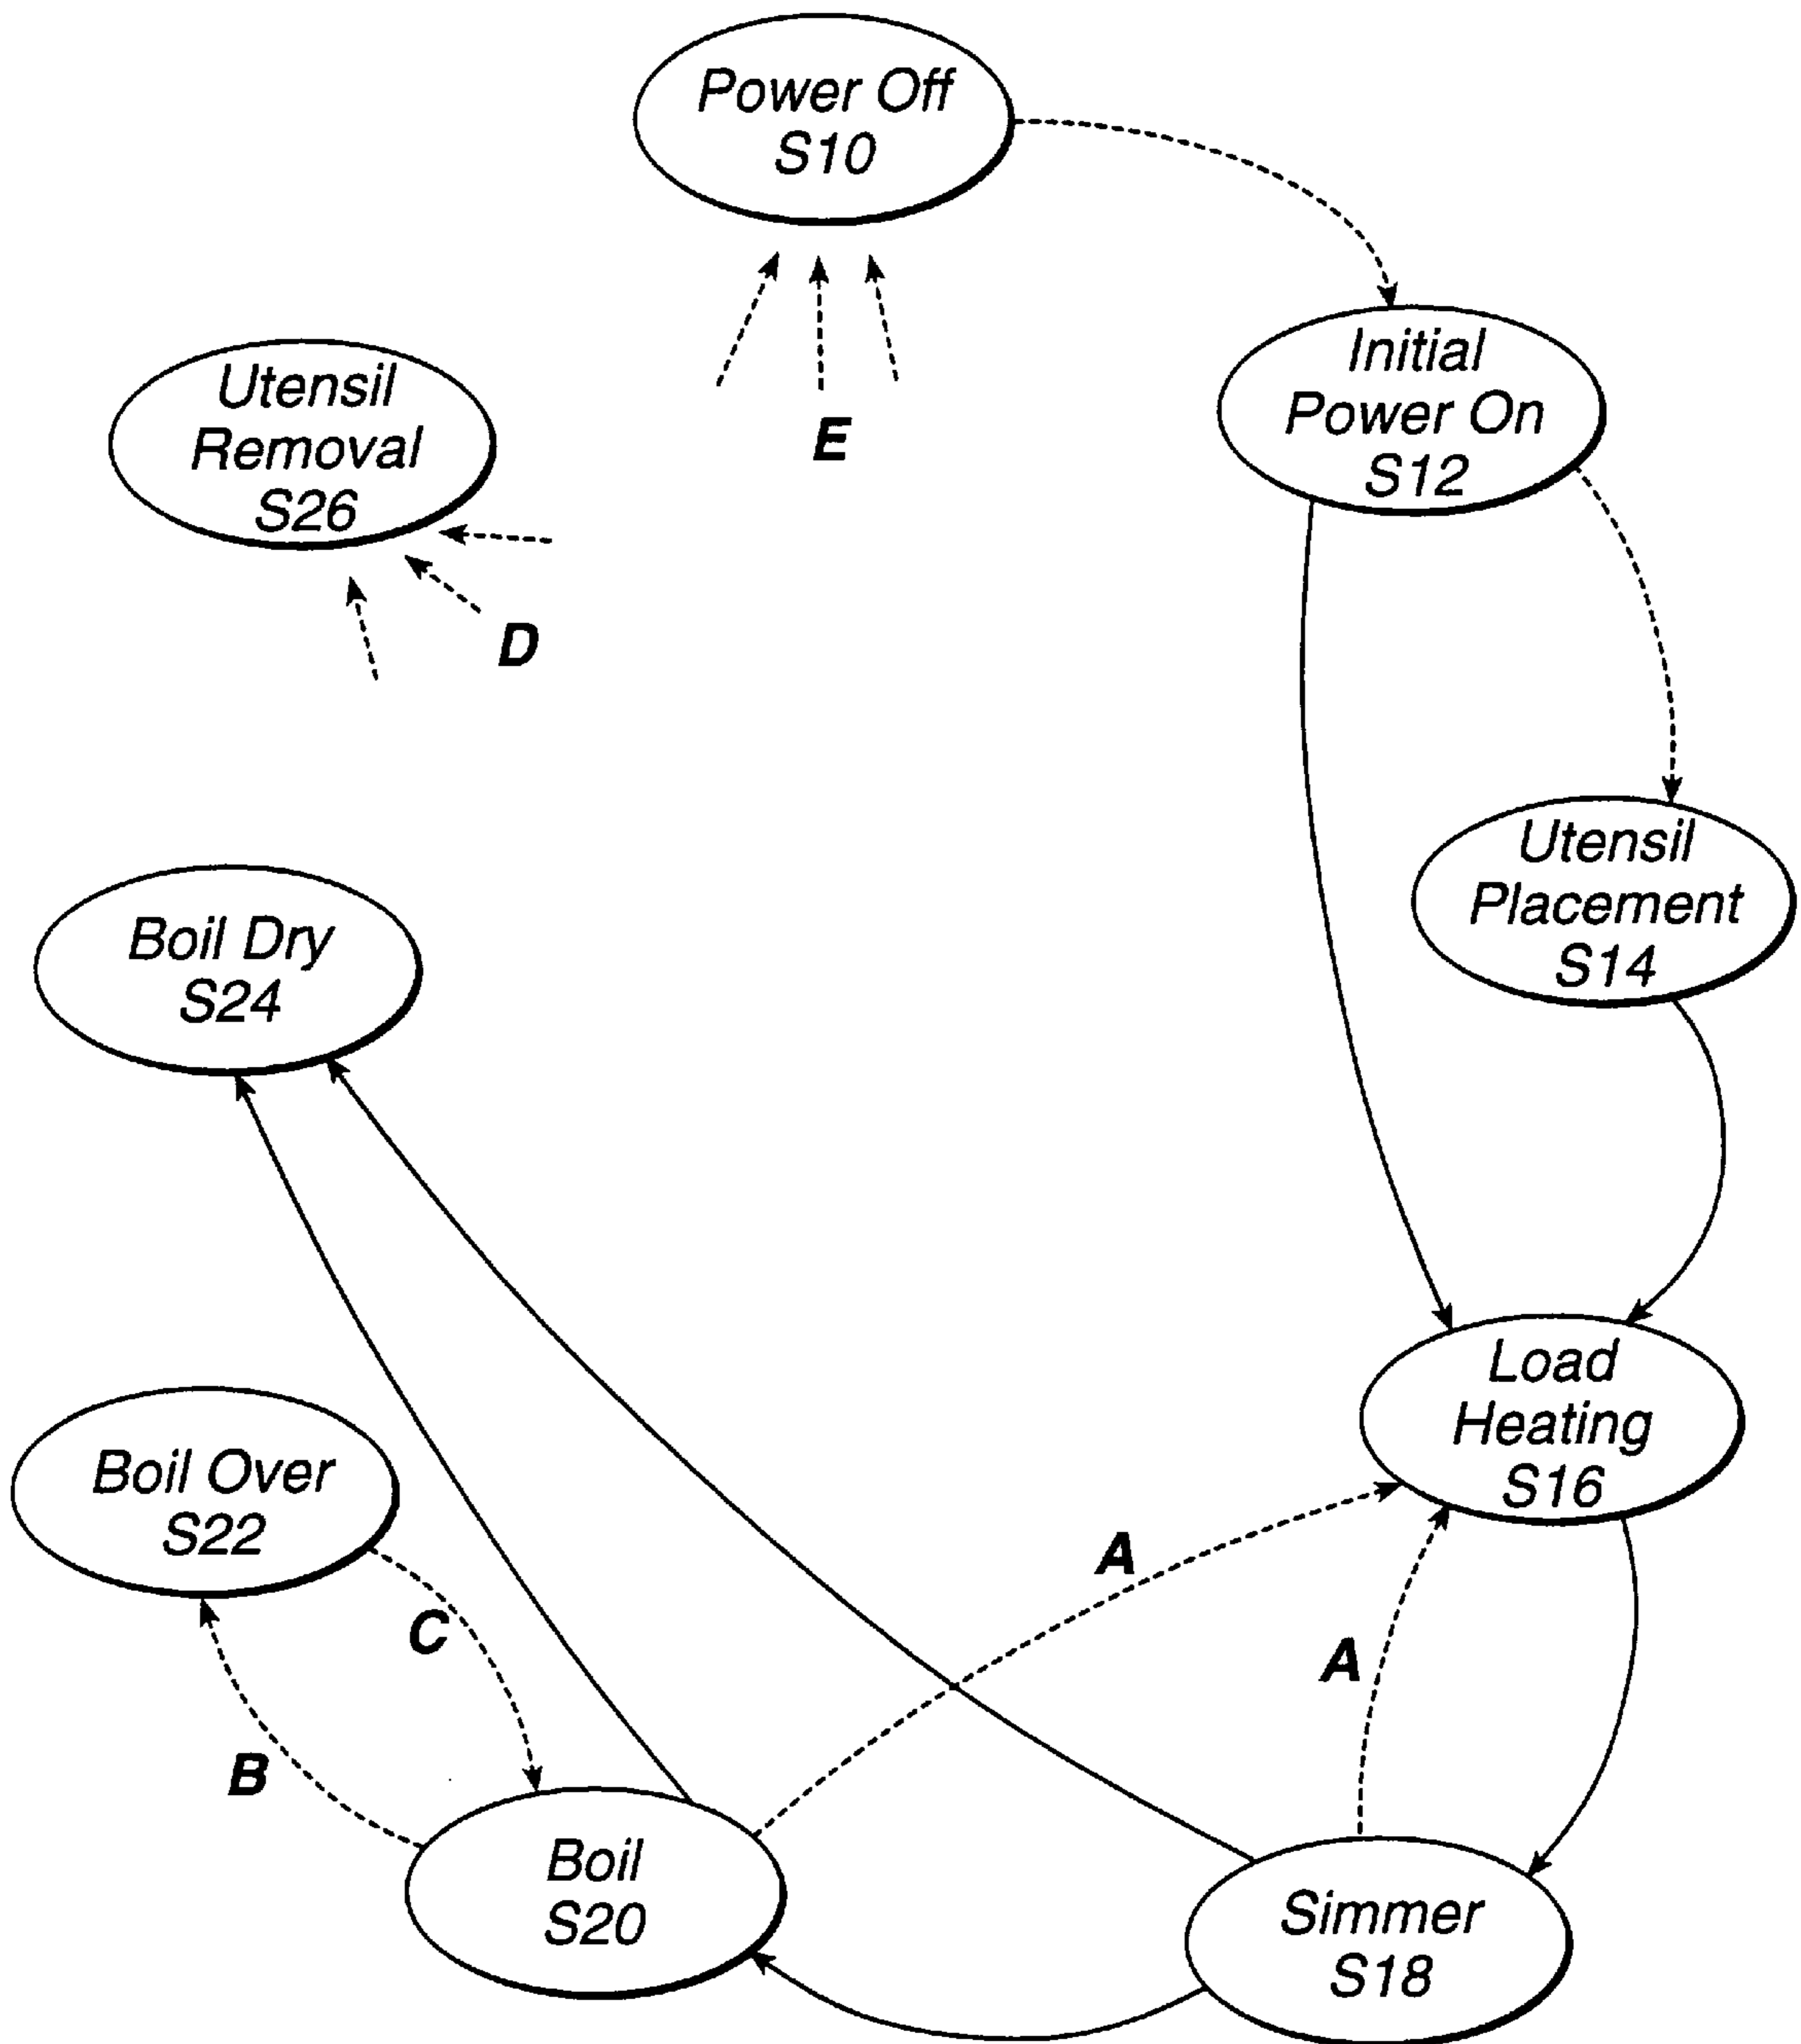 Power Off
S10
Initial
Power On
S12
E
Utensil
Removal
S26
D
Utensil
Placement
S14
Boil Dry
S24
Load
Heating
S16
Boil Over
S22
A
C
A
B
Boil
S20
Simmer
S18